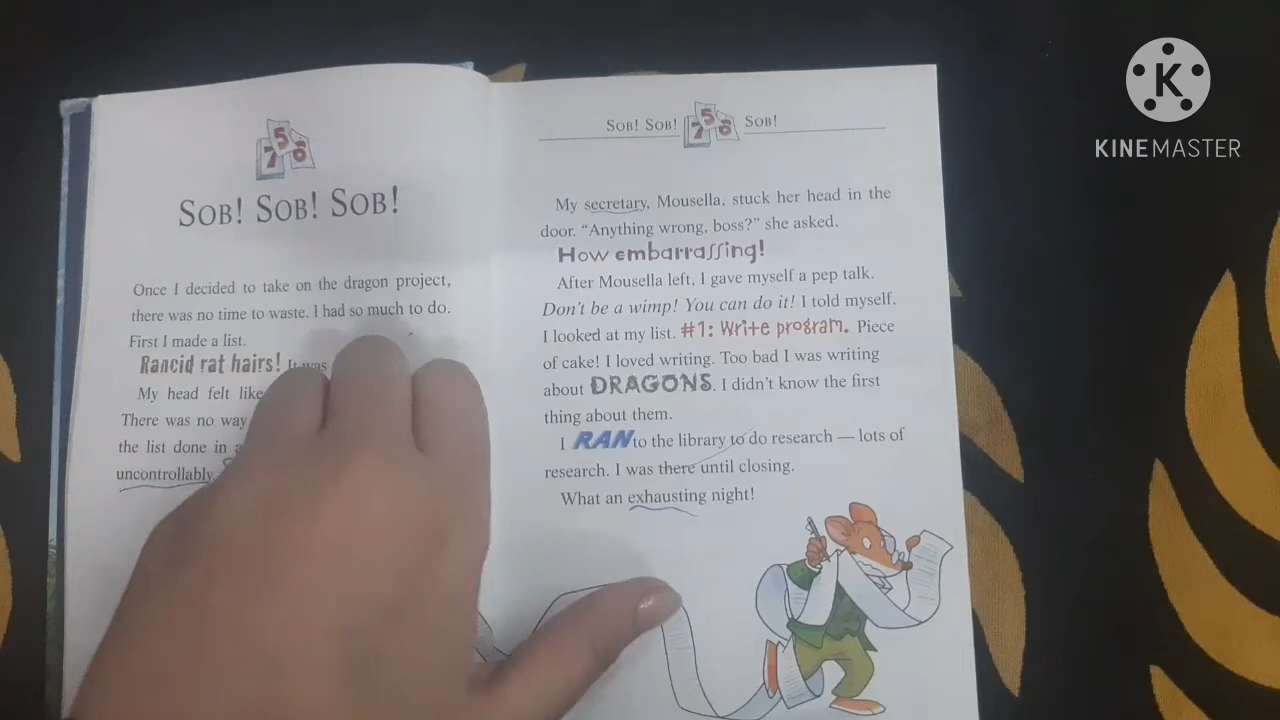 5
7 6
SOB! SOB! SOB!
Once I decided to take on the dragon project,
there was no time to waste. I had so much to do.
First I made a list.
Rancid rat hairs! It was
My head felt like
There was no way
the list done in a
uncontrollably.
SOB! SOB! 7 5 6 SOB!
My secretary, Mousella, stuck her head in the
door. “Anything wrong, boss?” she asked.
How embarrassing!
After Mousella left, I gave myself a pep talk.
Don't be a wimp! You can do it! I told myself.
I looked at my list. #1: Write program. Piece
of cake! I loved writing. Too bad I was writing
about DRAGONS. I didn't know the first
thing about them.
I RAN to the library to do research — lots of
research. I was there until closing.
What an exhausting night!
K
KINEMASTER